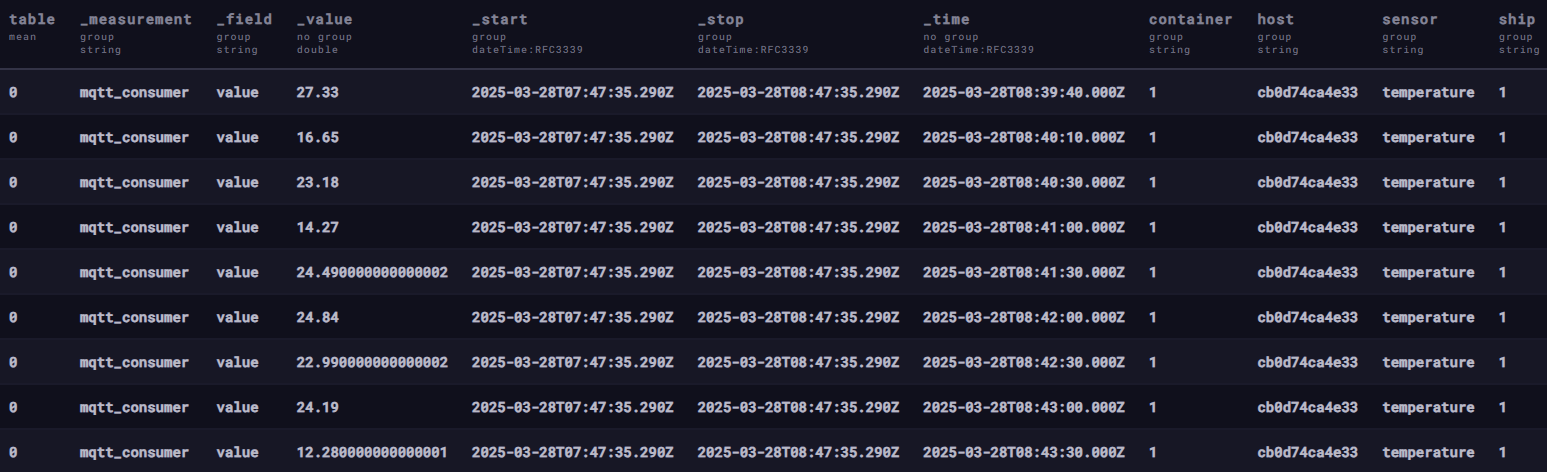 table _measurement _field _value _start _stop _time container host sensor ship
mean group group no group group group no group group group group group
string string double dateTime:RFC3339 dateTime:RFC3339 dateTime:RFC3339 string string string string
0 mqtt_consumer value 27.33 2025-03-28T07:47:35.290Z 2025-03-28T08:47:35.290Z 2025-03-28T08:39:40.000Z 1 cb0d74ca4e33 temperature 1
0 mqtt_consumer value 16.65 2025-03-28T07:47:35.290Z 2025-03-28T08:47:35.290Z 2025-03-28T08:40:10.000Z 1 cb0d74ca4e33 temperature 1
0 mqtt_consumer value 23.18 2025-03-28T07:47:35.290Z 2025-03-28T08:47:35.290Z 2025-03-28T08:40:30.000Z 1 cb0d74ca4e33 temperature 1
0 mqtt_consumer value 14.27 2025-03-28T07:47:35.290Z 2025-03-28T08:47:35.290Z 2025-03-28T08:41:00.000Z 1 cb0d74ca4e33 temperature 1
0 mqtt_consumer value 24.490000000000002 2025-03-28T07:47:35.290Z 2025-03-28T08:47:35.290Z 2025-03-28T08:41:30.000Z 1 cb0d74ca4e33 temperature 1
0 mqtt_consumer value 24.84 2025-03-28T07:47:35.290Z 2025-03-28T08:47:35.290Z 2025-03-28T08:42:00.000Z 1 cb0d74ca4e33 temperature 1
0 mqtt_consumer value 22.990000000000002 2025-03-28T07:47:35.290Z 2025-03-28T08:47:35.290Z 2025-03-28T08:42:30.000Z 1 cb0d74ca4e33 temperature 1
0 mqtt_consumer value 24.19 2025-03-28T07:47:35.290Z 2025-03-28T08:47:35.290Z 2025-03-28T08:43:00.000Z 1 cb0d74ca4e33 temperature 1
0 mqtt_consumer value 12.280000000000001 2025-03-28T07:47:35.290Z 2025-03-28T08:47:35.290Z 2025-03-28T08:43:30.000Z 1 cb0d74ca4e33 temperature 1